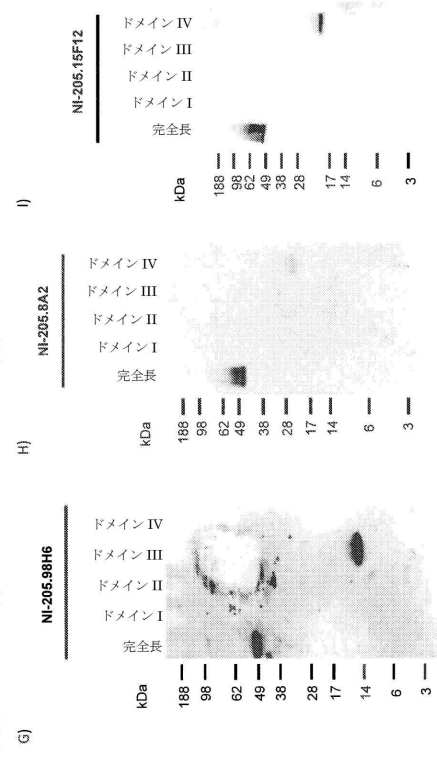 G)
NI-205.98H6
完全長
ドメイン I
ドメイン II
ドメイン III
ドメイン IV
kDa
188
98
62
49
38
28
17
14
6
3
H)
NI-205.8A2
完全長
ドメイン I
ドメイン II
ドメイン III
ドメイン IV
kDa
188
98
62
49
38
28
17
14
6
3
I)
NI-205.15F12
完全長
ドメイン I
ドメイン II
ドメイン III
ドメイン IV
kDa
188
98
62
49
38
28
17
14
6
3